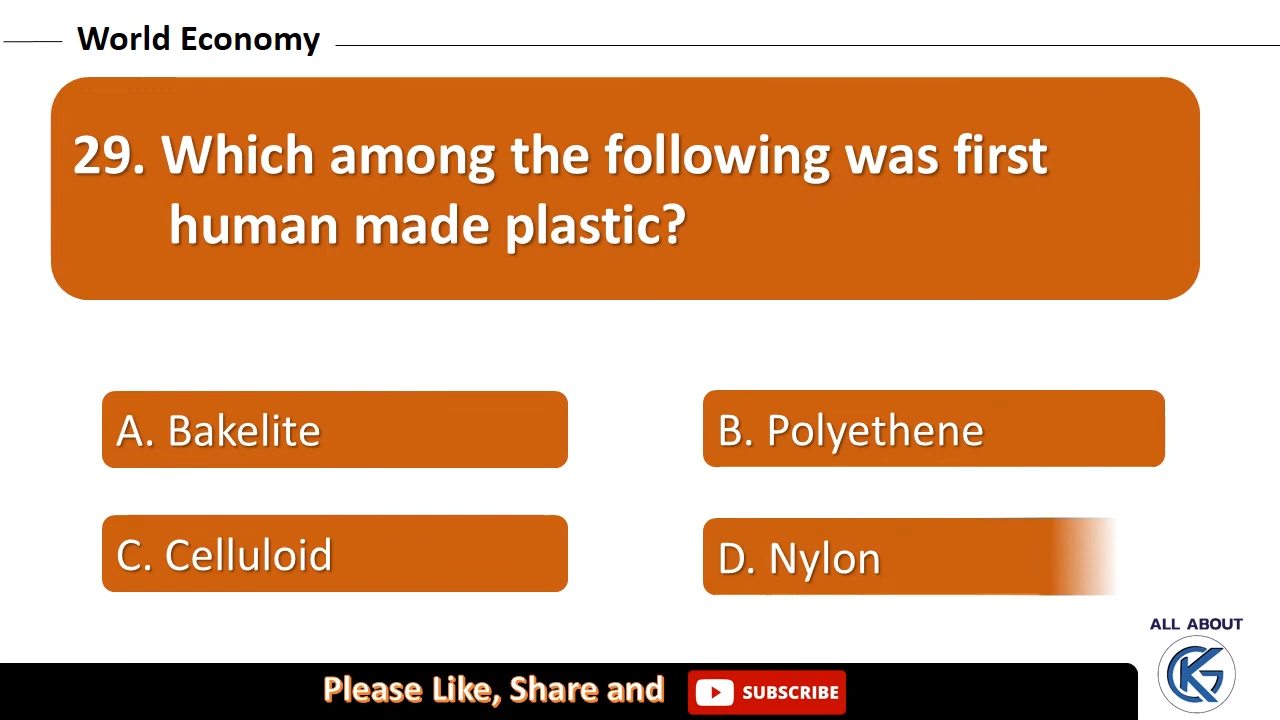 World Economy
29. Which among the following was first
human made plastic?
A. Bakelite
B. Polyethene
C. Celluloid
D. Nylon
ALL ABOUT
KG
Please Like, Share and
SUBSCRIBE